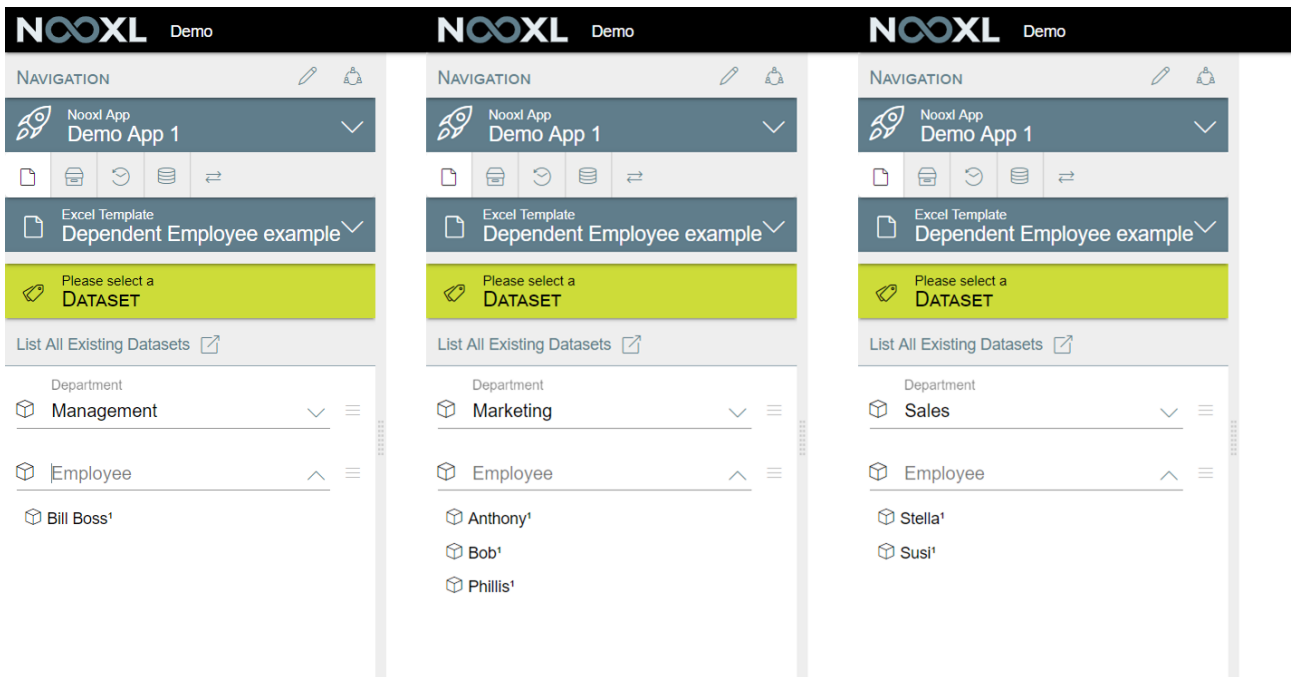 NOOXL Demo
NAVIGATION
Nooxl App
Demo App 1
Excel Template
Dependent Employee example
Please select a
DATASET
List All Existing Datasets
Department
Management
Employee
Bill Boss¹
NOOXL Demo
NAVIGATION
Nooxl App
Demo App 1
Excel Template
Dependent Employee example
Please select a
DATASET
List All Existing Datasets
Department
Marketing
Employee
Anthony¹
Bob¹
Phillis¹
NOOXL Demo
NAVIGATION
Nooxl App
Demo App 1
Excel Template
Dependent Employee example
Please select a
DATASET
List All Existing Datasets
Department
Sales
Employee
Stella¹
Susi¹